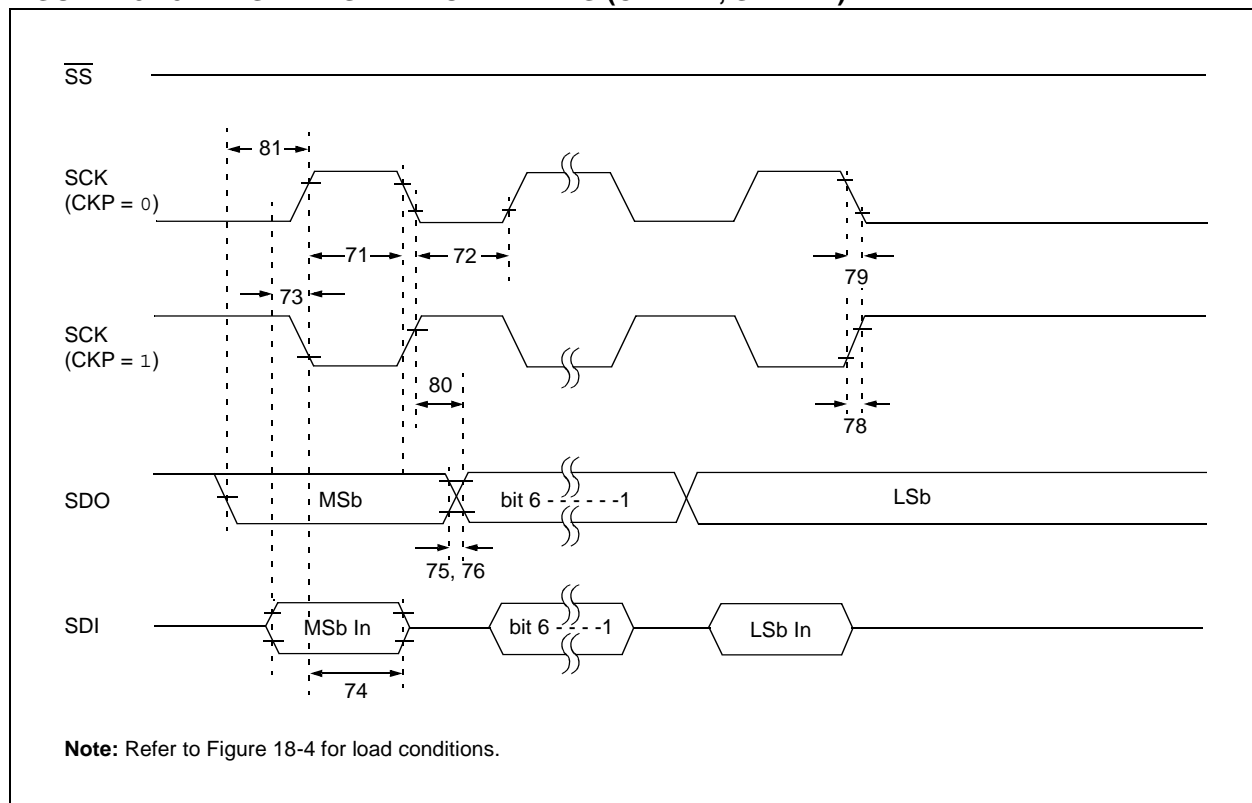 SS
81
SCK
(CKP = 0)
71
72
73
79
SCK
(CKP = 1)
80
78
SDO
MSb
bit 6 - - - - - -1
LSb
75, 76
SDI
MSb In
bit 6 - - - -1
LSb In
74
Note: Refer to Figure 18-4 for load conditions.